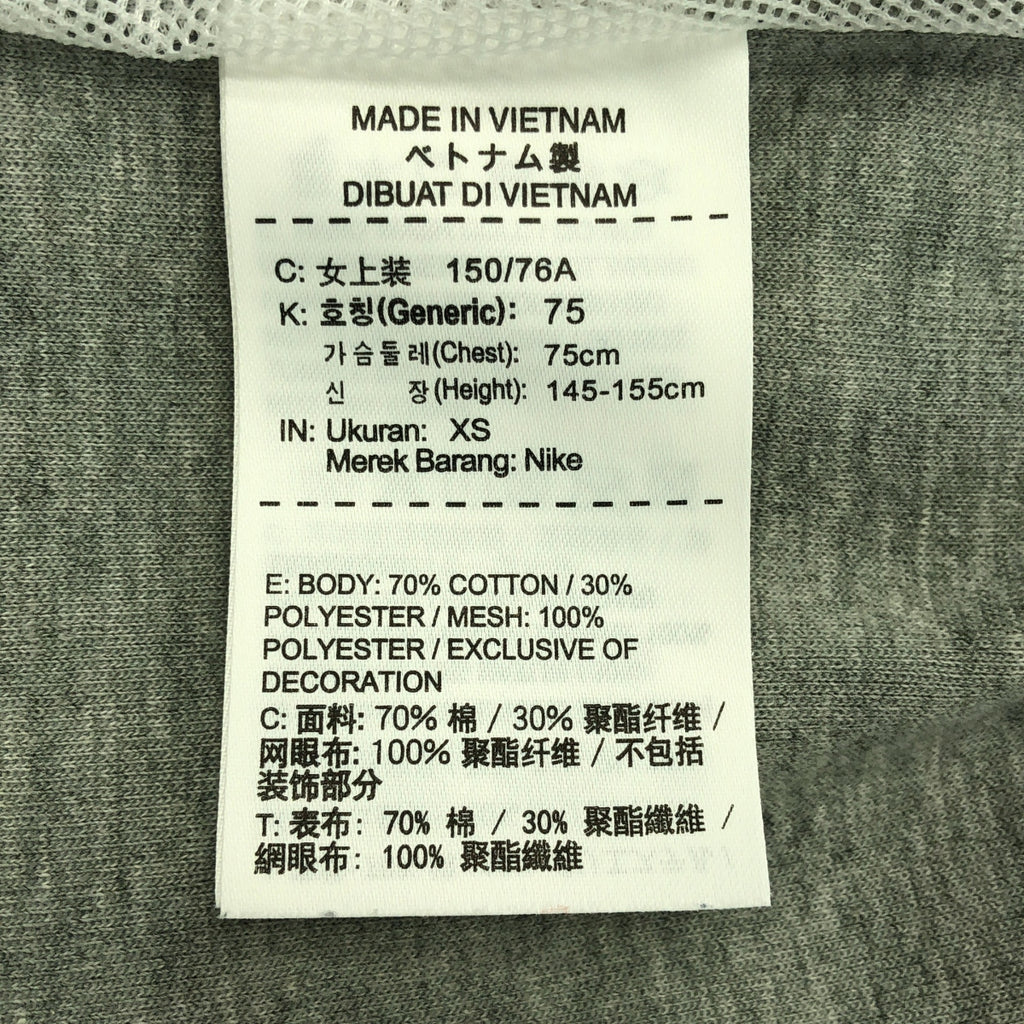 MADE IN VIETNAM
ベトナム製
DIBUAT DI VIETNAM
C: 女上装 150/76A
K: 호칭(Generic): 75
가슴둘레(Chest): 75cm
신 장(Height): 145-155cm
IN: Ukuran: XS
Merek Barang: Nike
E: BODY: 70% COTTON / 30%
POLYESTER / MESH: 100%
POLYESTER / EXCLUSIVE OF
DECORATION
C: 面料: 70% 棉 / 30% 聚酯纤维 /
网眼布: 100% 聚酯纤维 / 不包括
装饰部分
T: 表布: 70% 棉 / 30% 聚酯纖維 /
網眼布: 100% 聚酯纖維